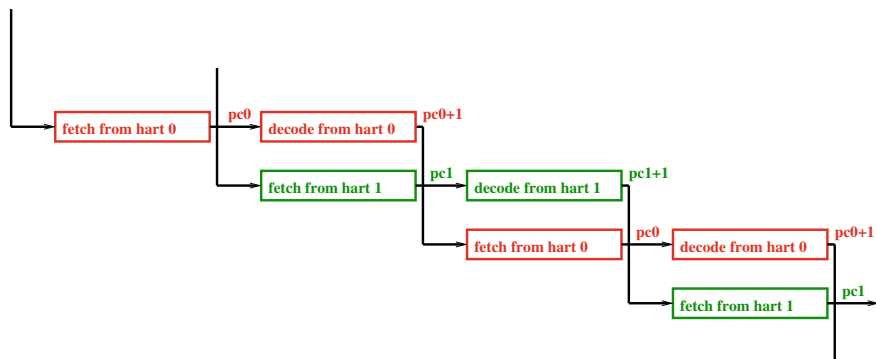 pc0
pc0+1
fetch from hart 0
decode from hart 0
pc1
pc1+1
fetch from hart 1
decode from hart 1
pc0
pc0+1
fetch from hart 0
decode from hart 0
pc1
fetch from hart 1